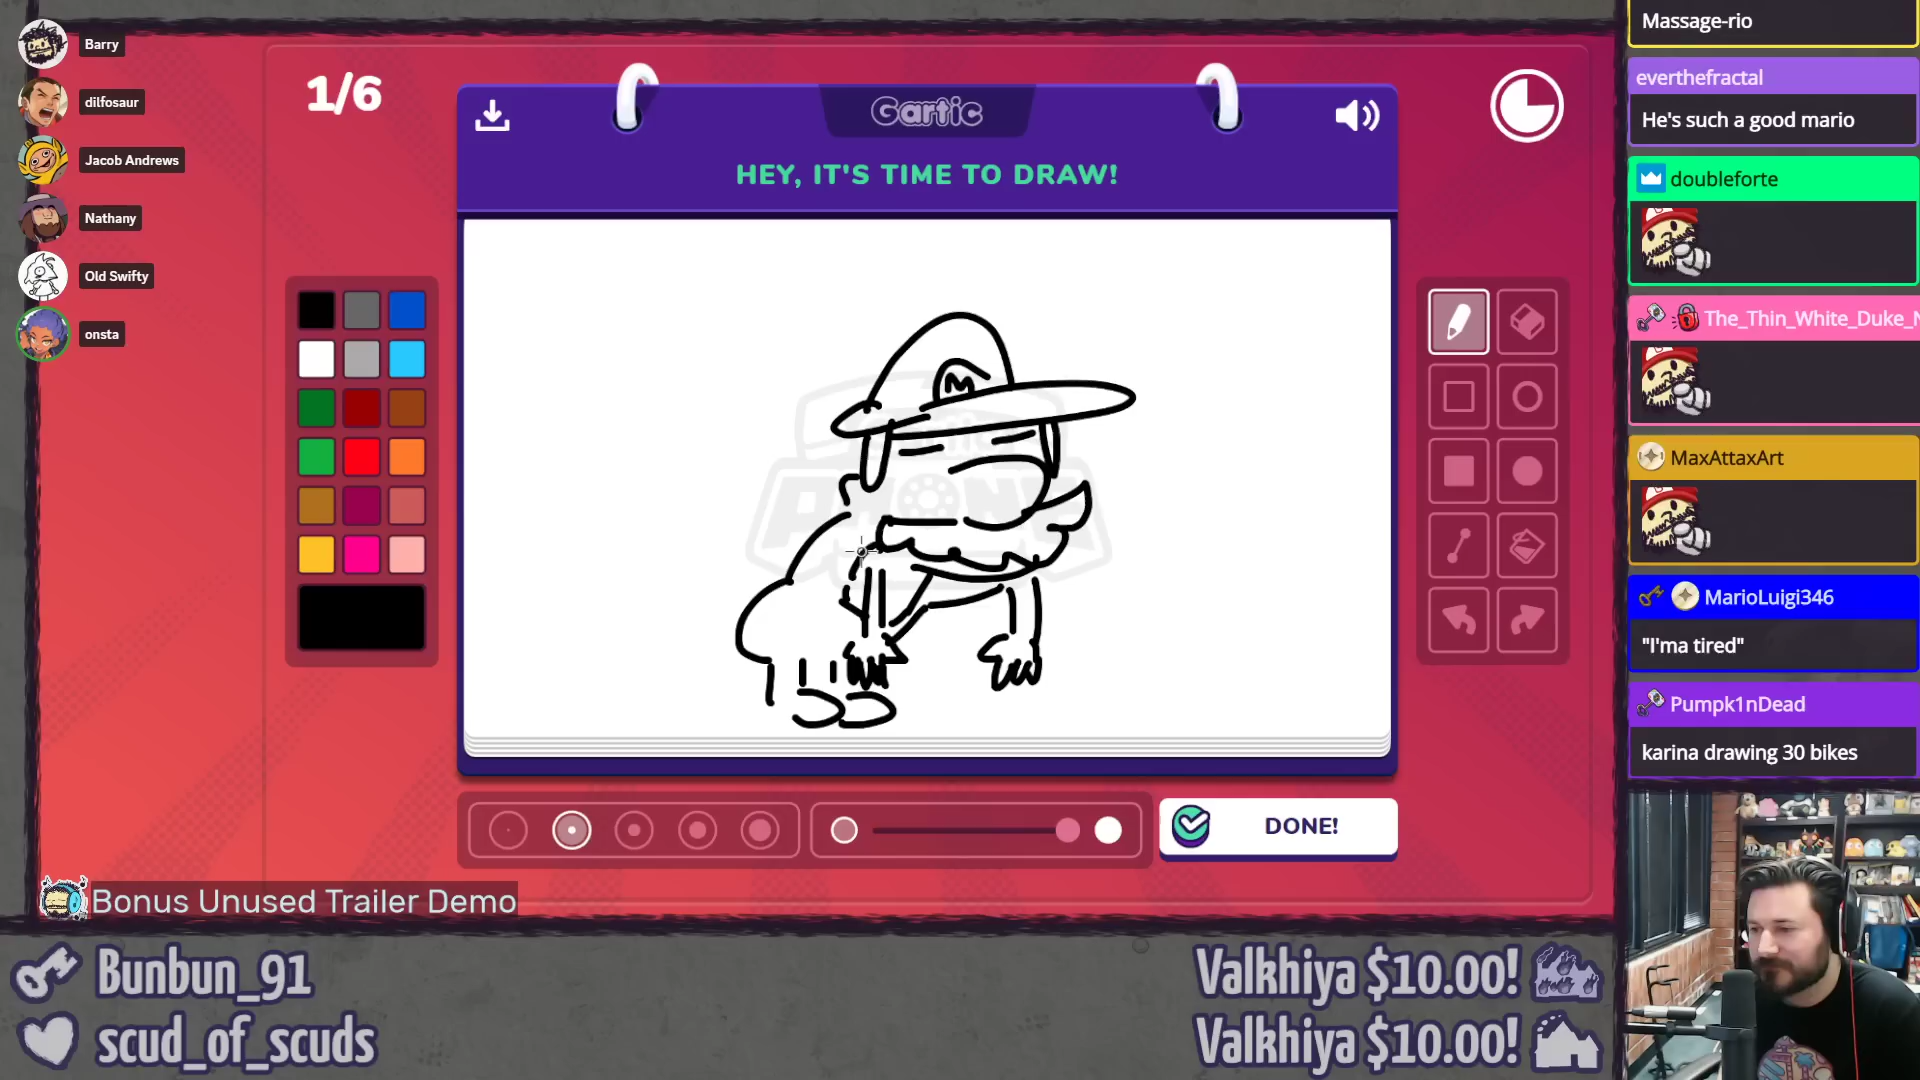 Barry
dilfosaur
Jacob Andrews
Nathany
Old Swifty
onsta
1/6
Gartic
HEY, IT'S TIME TO DRAW!
M
Gartic
PHONE
DONE!
Bonus Unused Trailer Demo
Bunbun_91
scud_of_scuds
Valkhiya $10.00!
Valkhiya $10.00!
Massage-rio
everthefractal
He's such a good mario
doubleforte
The_Thin_White_Duke_
MaxAttaxArt
MarioLuigi346
"I'ma tired"
Pumpk1nDead
karina drawing 30 bikes